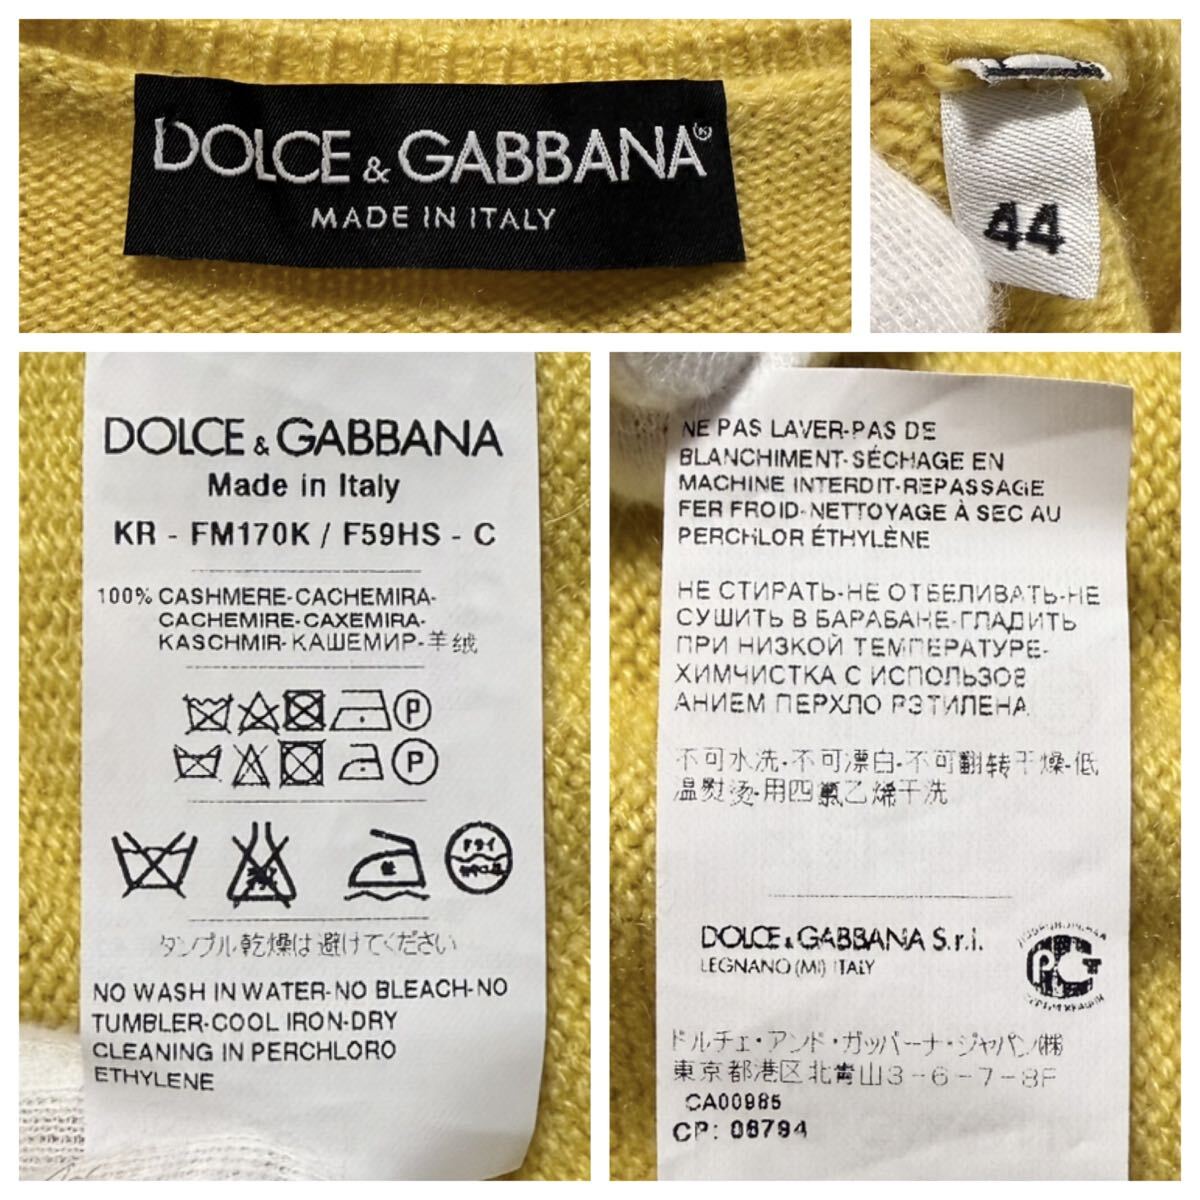 DOLCE & GABBANA®
MADE IN ITALY
44
DOLCE & GABBANA
Made in Italy
KR - FM170K / F59HS - C
100% CASHMERE-CACHEMIRA-
CACHEMIRE-CAXEMIRA-
KASCHMIR-КАШЕМИР-羊绒
P
P
低
ドライ
タンブル乾燥は避けてください
NO WASH IN WATER-NO BLEACH-NO
TUMBLER-COOL IRON-DRY
CLEANING IN PERCHLORO
ETHYLENE
NE PAS LAVER-PAS DE
BLANCHIMENT-SÉCHAGE EN
MACHINE INTERDIT-REPASSAGE
FER FROID-NETTOYAGE À SEC AU
PERCHLOR ÉTHYLÈNE
НЕ СТИРАТЬ-НЕ ОТБЕЛИВАТЬ-НЕ
СУШИТЬ В БАРАБАНЕ-ГЛАДИТЬ
ПРИ НИЗКОЙ ТЕМПЕРАТУРЕ-
ХИМЧИСТКА С ИСПОЛЬЗОВ
АНИЕМ ПЕРХЛО РЭТИЛЕНА
不可水洗-不可漂白-不可翻转干燥-低
温熨烫-用四氯乙烯干洗
DOLCE & GABBANA S.r.l.
LEGNANO (MI) ITALY
ドルチェ・アンド・ガッバーナ・ジャパン(株)
東京都港区北青山3-6-7-8F
CA00985
CP: 08794